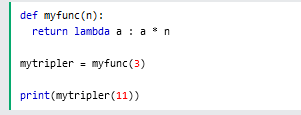 def myfunc(n):
  return lambda a : a * n
mytripler = myfunc(3)
print(mytripler(11))